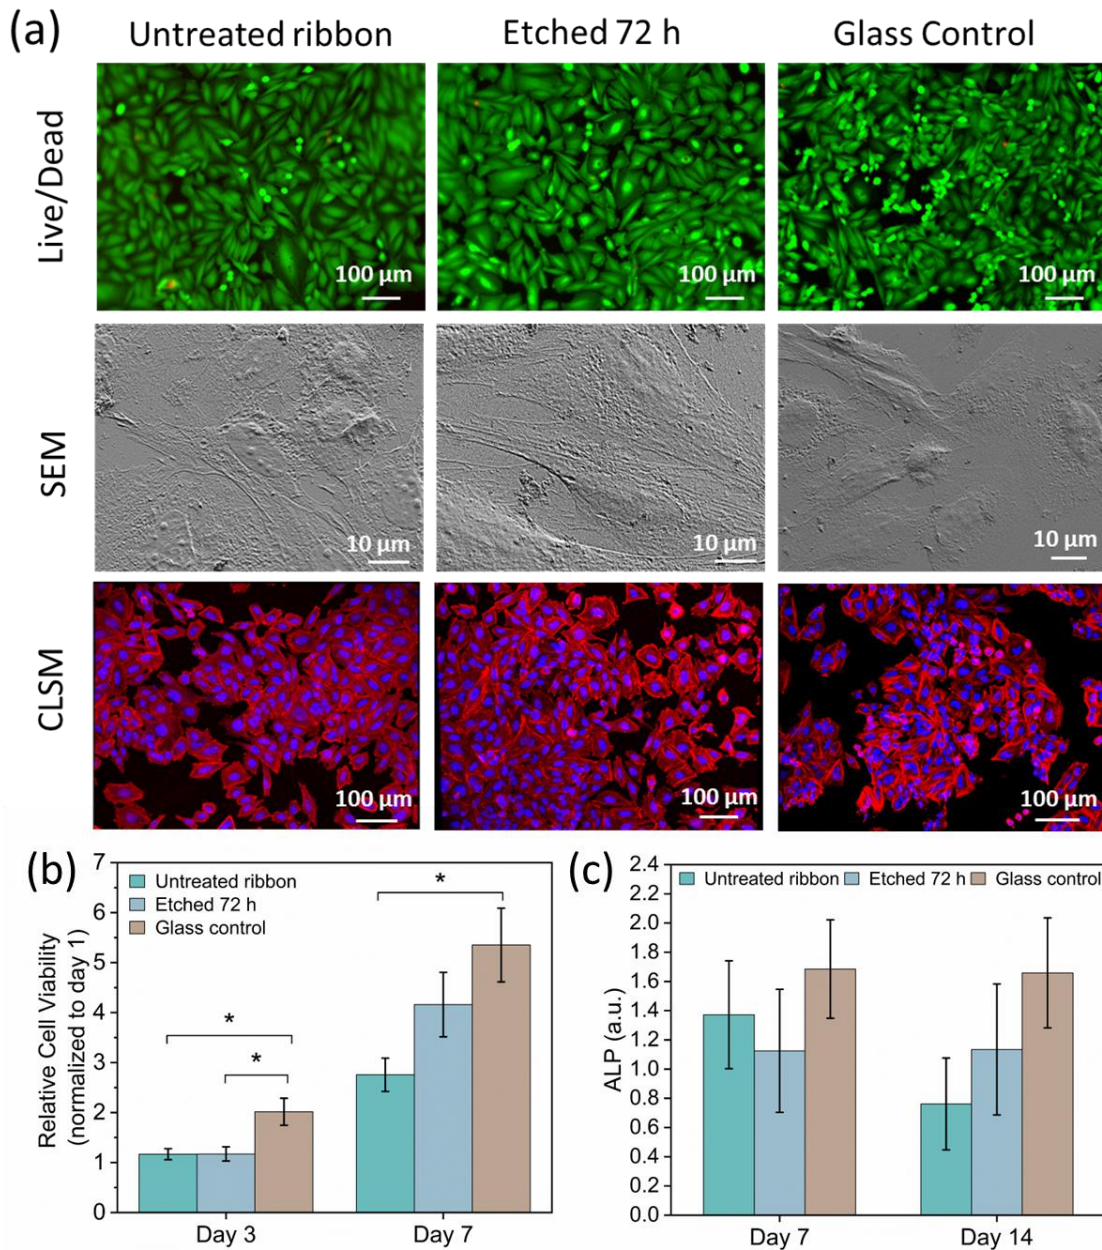 (a)
Untreated ribbon Etched 72 h Glass Control
Live/Dead
100 µm 100 µm 100 µm
SEM
10 µm 10 µm 10 µm
CLSM
100 µm 100 µm 100 µm
(b)
Relative Cell Viability
(normalized to day 1)
7
6
5
4
3
2
1
0
Untreated ribbon
Etched 72 h
Glass control
*
*
*
Day 3 Day 7
(c)
ALP (a.u.)
2.4
2.2
2.0
1.8
1.6
1.4
1.2
1.0
0.8
0.6
0.4
0.2
0.0
Untreated ribbon Etched 72 h Glass control
Day 7 Day 14